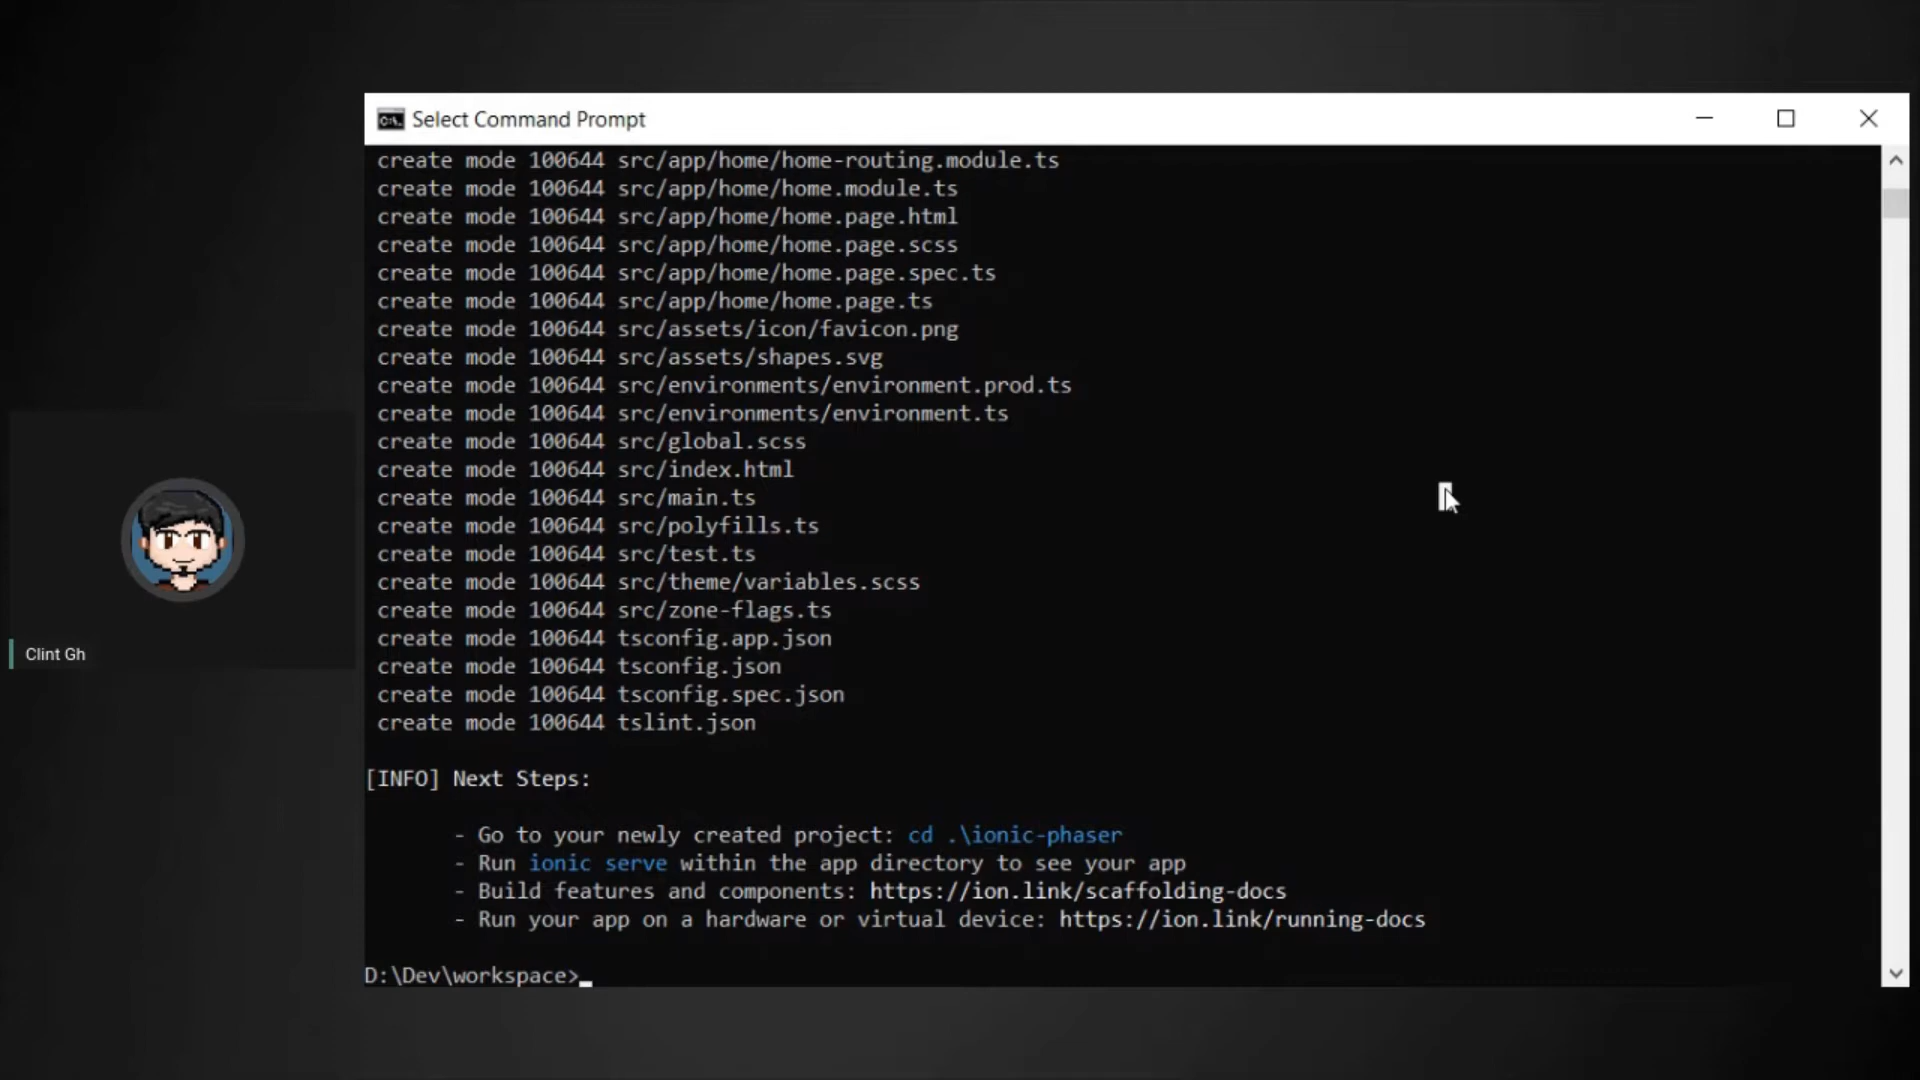 Select Command Prompt
create mode 100644 src/app/home/home-routing.module.ts
create mode 100644 src/app/home/home.module.ts
create mode 100644 src/app/home/home.page.html
create mode 100644 src/app/home/home.page.scss
create mode 100644 src/app/home/home.page.spec.ts
create mode 100644 src/app/home/home.page.ts
create mode 100644 src/assets/icon/favicon.png
create mode 100644 src/assets/shapes.svg
create mode 100644 src/environments/environment.prod.ts
create mode 100644 src/environments/environment.ts
create mode 100644 src/global.scss
create mode 100644 src/index.html
create mode 100644 src/main.ts
create mode 100644 src/polyfills.ts
create mode 100644 src/test.ts
create mode 100644 src/theme/variables.scss
create mode 100644 src/zone-flags.ts
create mode 100644 tsconfig.app.json
create mode 100644 tsconfig.json
create mode 100644 tsconfig.spec.json
create mode 100644 tslint.json
[INFO] Next Steps:
- Go to your newly created project: cd .\ionic-phaser
- Run ionic serve within the app directory to see your app
- Build features and components: https://ion.link/scaffolding-docs
- Run your app on a hardware or virtual device: https://ion.link/running-docs
D:\Dev\workspace>
Clint Gh